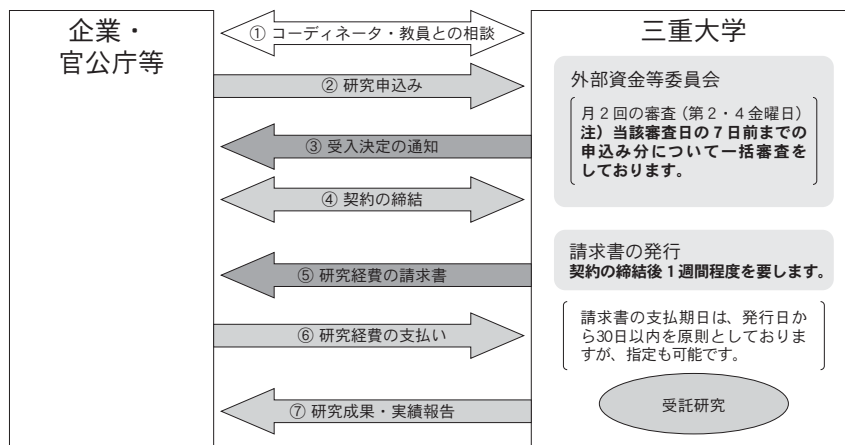 企業・
官公庁等
① コーディネータ・教員との相談
三重大学
② 研究申込み
外部資金等委員会
月２回の審査（第２・４金曜日）
注）当該審査日の７日前までの
申込み分について一括審査を
しております。
③ 受入決定の通知
④ 契約の締結
請求書の発行
契約の締結後１週間程度を要します。
⑤ 研究経費の請求書
⑥ 研究経費の支払い
請求書の支払期日は、発行日か
ら30日以内を原則としておりま
すが、指定も可能です。
⑦ 研究成果・実績報告
受託研究